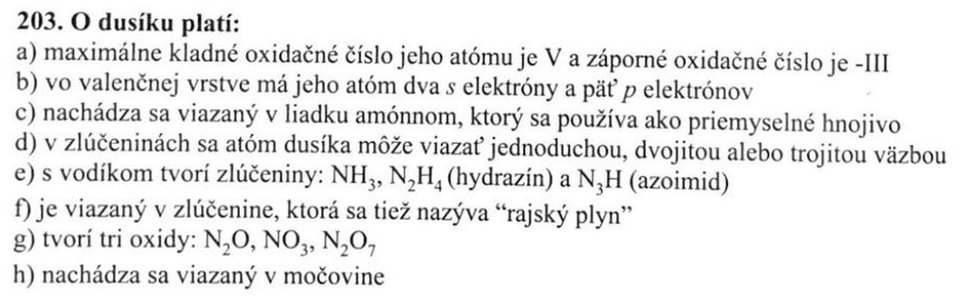 203. O dusíku platí:
a) maximálne kladné oxidačné číslo jeho atómu je V a záporné oxidačné číslo je -III
b) vo valenčnej vrstve má jeho atóm dva s elektróny a päť p elektrónov
c) nachádza sa viazaný v liadku amónnom, ktorý sa používa ako priemyselné hnojivo
d) v zlúčeninách sa atóm dusíka môže viazať jednoduchou, dvojitou alebo trojitou väzbou
e) s vodíkom tvorí zlúčeniny: NH₃, N₂H₄ (hydrazín) a N₃H (azoimid)
f) je viazaný v zlúčenine, ktorá sa tiež nazýva “rajský plyn”
g) tvorí tri oxidy: N₂O, NO₃, N₂O₇
h) nachádza sa viazaný v močovine